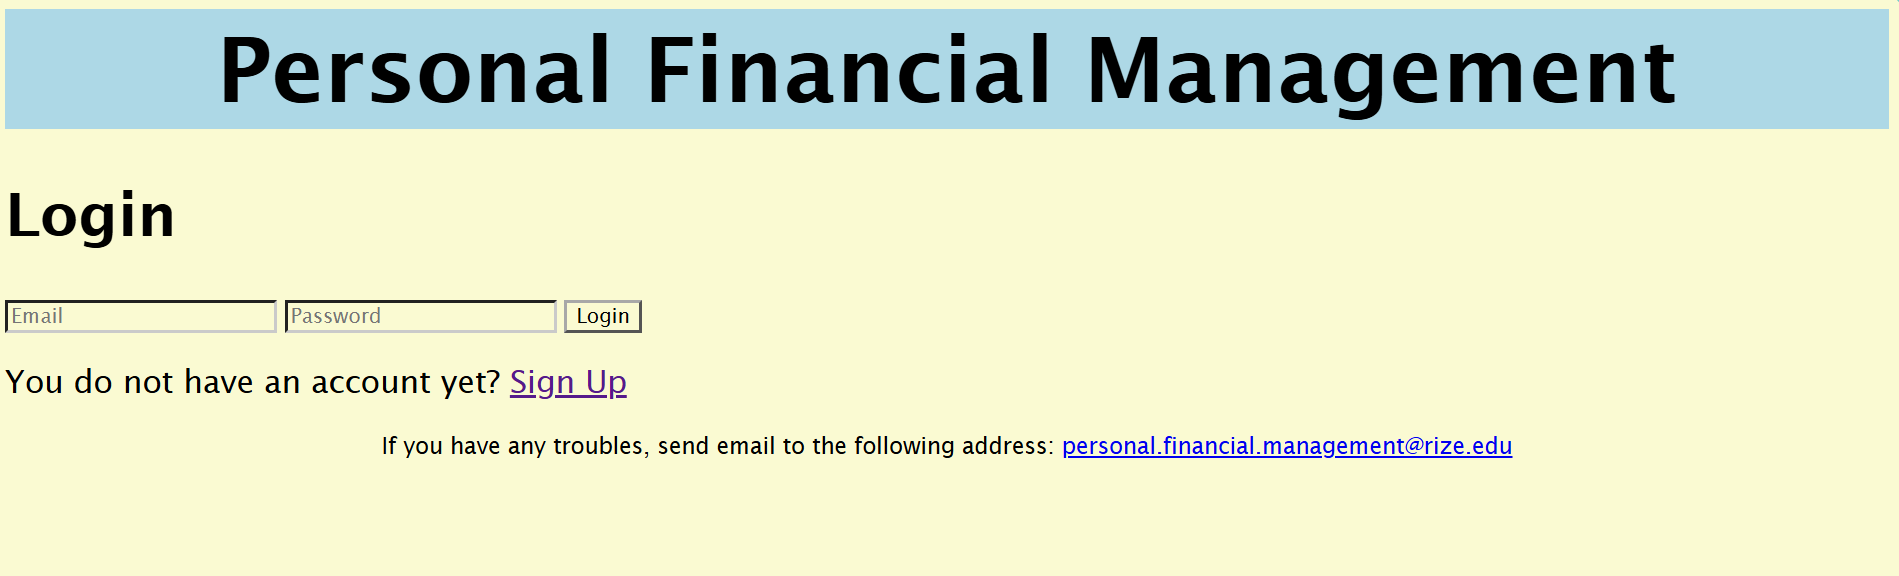 Personal Financial Management
Login
Email Password Login
You do not have an account yet? Sign Up
If you have any troubles, send email to the following address: personal.financial.management@rize.edu